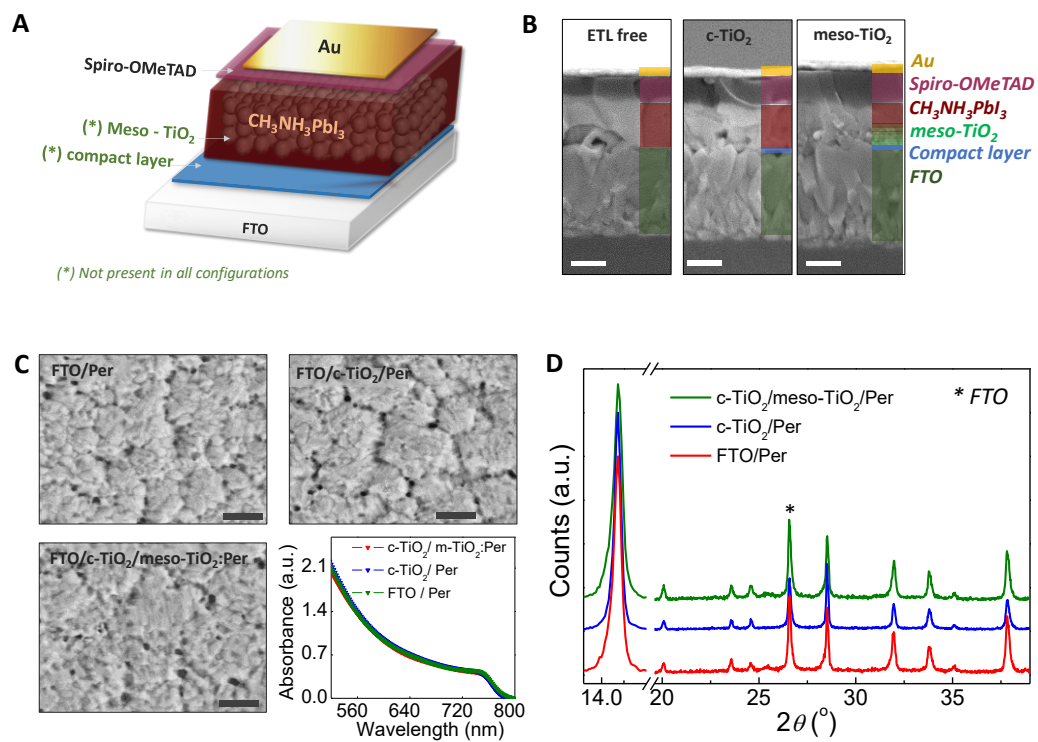 A
Au
Spiro-OMeTAD
CH₃NH₃PbI₃
(*) Meso - TiO₂
(*) compact layer
FTO
(*) Not present in all configurations
B
ETL free
c-TiO₂
meso-TiO₂
Au
Spiro-OMeTAD
CH₃NH₃PbI₃
meso-TiO₂
Compact layer
FTO
C
FTO/Per
FTO/c-TiO₂/Per
FTO/c-TiO₂/meso-TiO₂:Per
c-TiO₂/ m-TiO₂:Per
c-TiO₂/ Per
FTO / Per
Absorbance (a.u.)
2.1
1.4
0.7
0.0
560 640 720 800
Wavelength (nm)
D
c-TiO₂/meso-TiO₂/Per
c-TiO₂/Per
FTO/Per
* FTO
*
Counts (a.u.)
14.0 20 25 30 35
2θ (°)